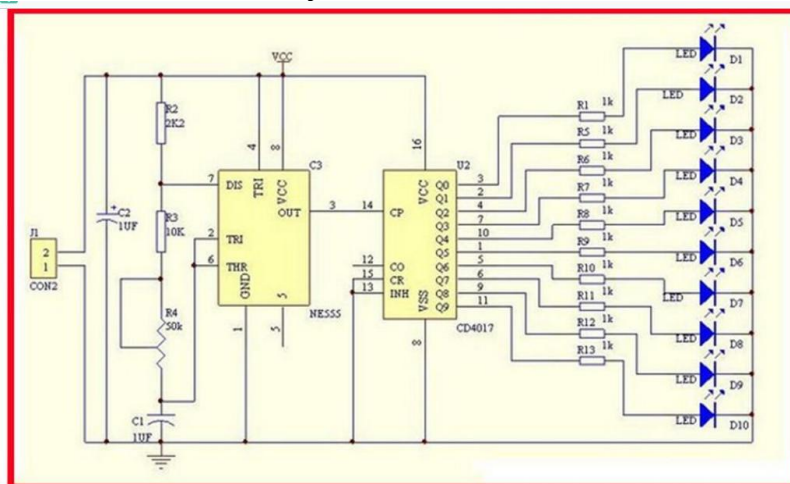 VCC
R2
2K2
4
8
16
C3
U2
7
DIS
TRI
VCC
OUT
3
14
CP
VCC
Q0
3
Q1
2
Q2
4
Q3
7
Q4
10
Q5
1
Q6
5
Q7
6
Q8
9
Q9
11
C2
1UF
R3
10K
2
TRI
6
THR
GND
5
NE555
12
CO
15
CR
13
INH
VSS
CD4017
J1
2
1
CON2
R4
50k
1
5
8
C1
1UF
R1 1k
R5 1k
R6 1k
R7 1k
R8 1k
R9 1k
R10 1k
R11 1k
R12 1k
R13 1k
LED D1
LED D2
LED D3
LED D4
LED D5
LED D6
LED D7
LED D8
LED D9
LED D10